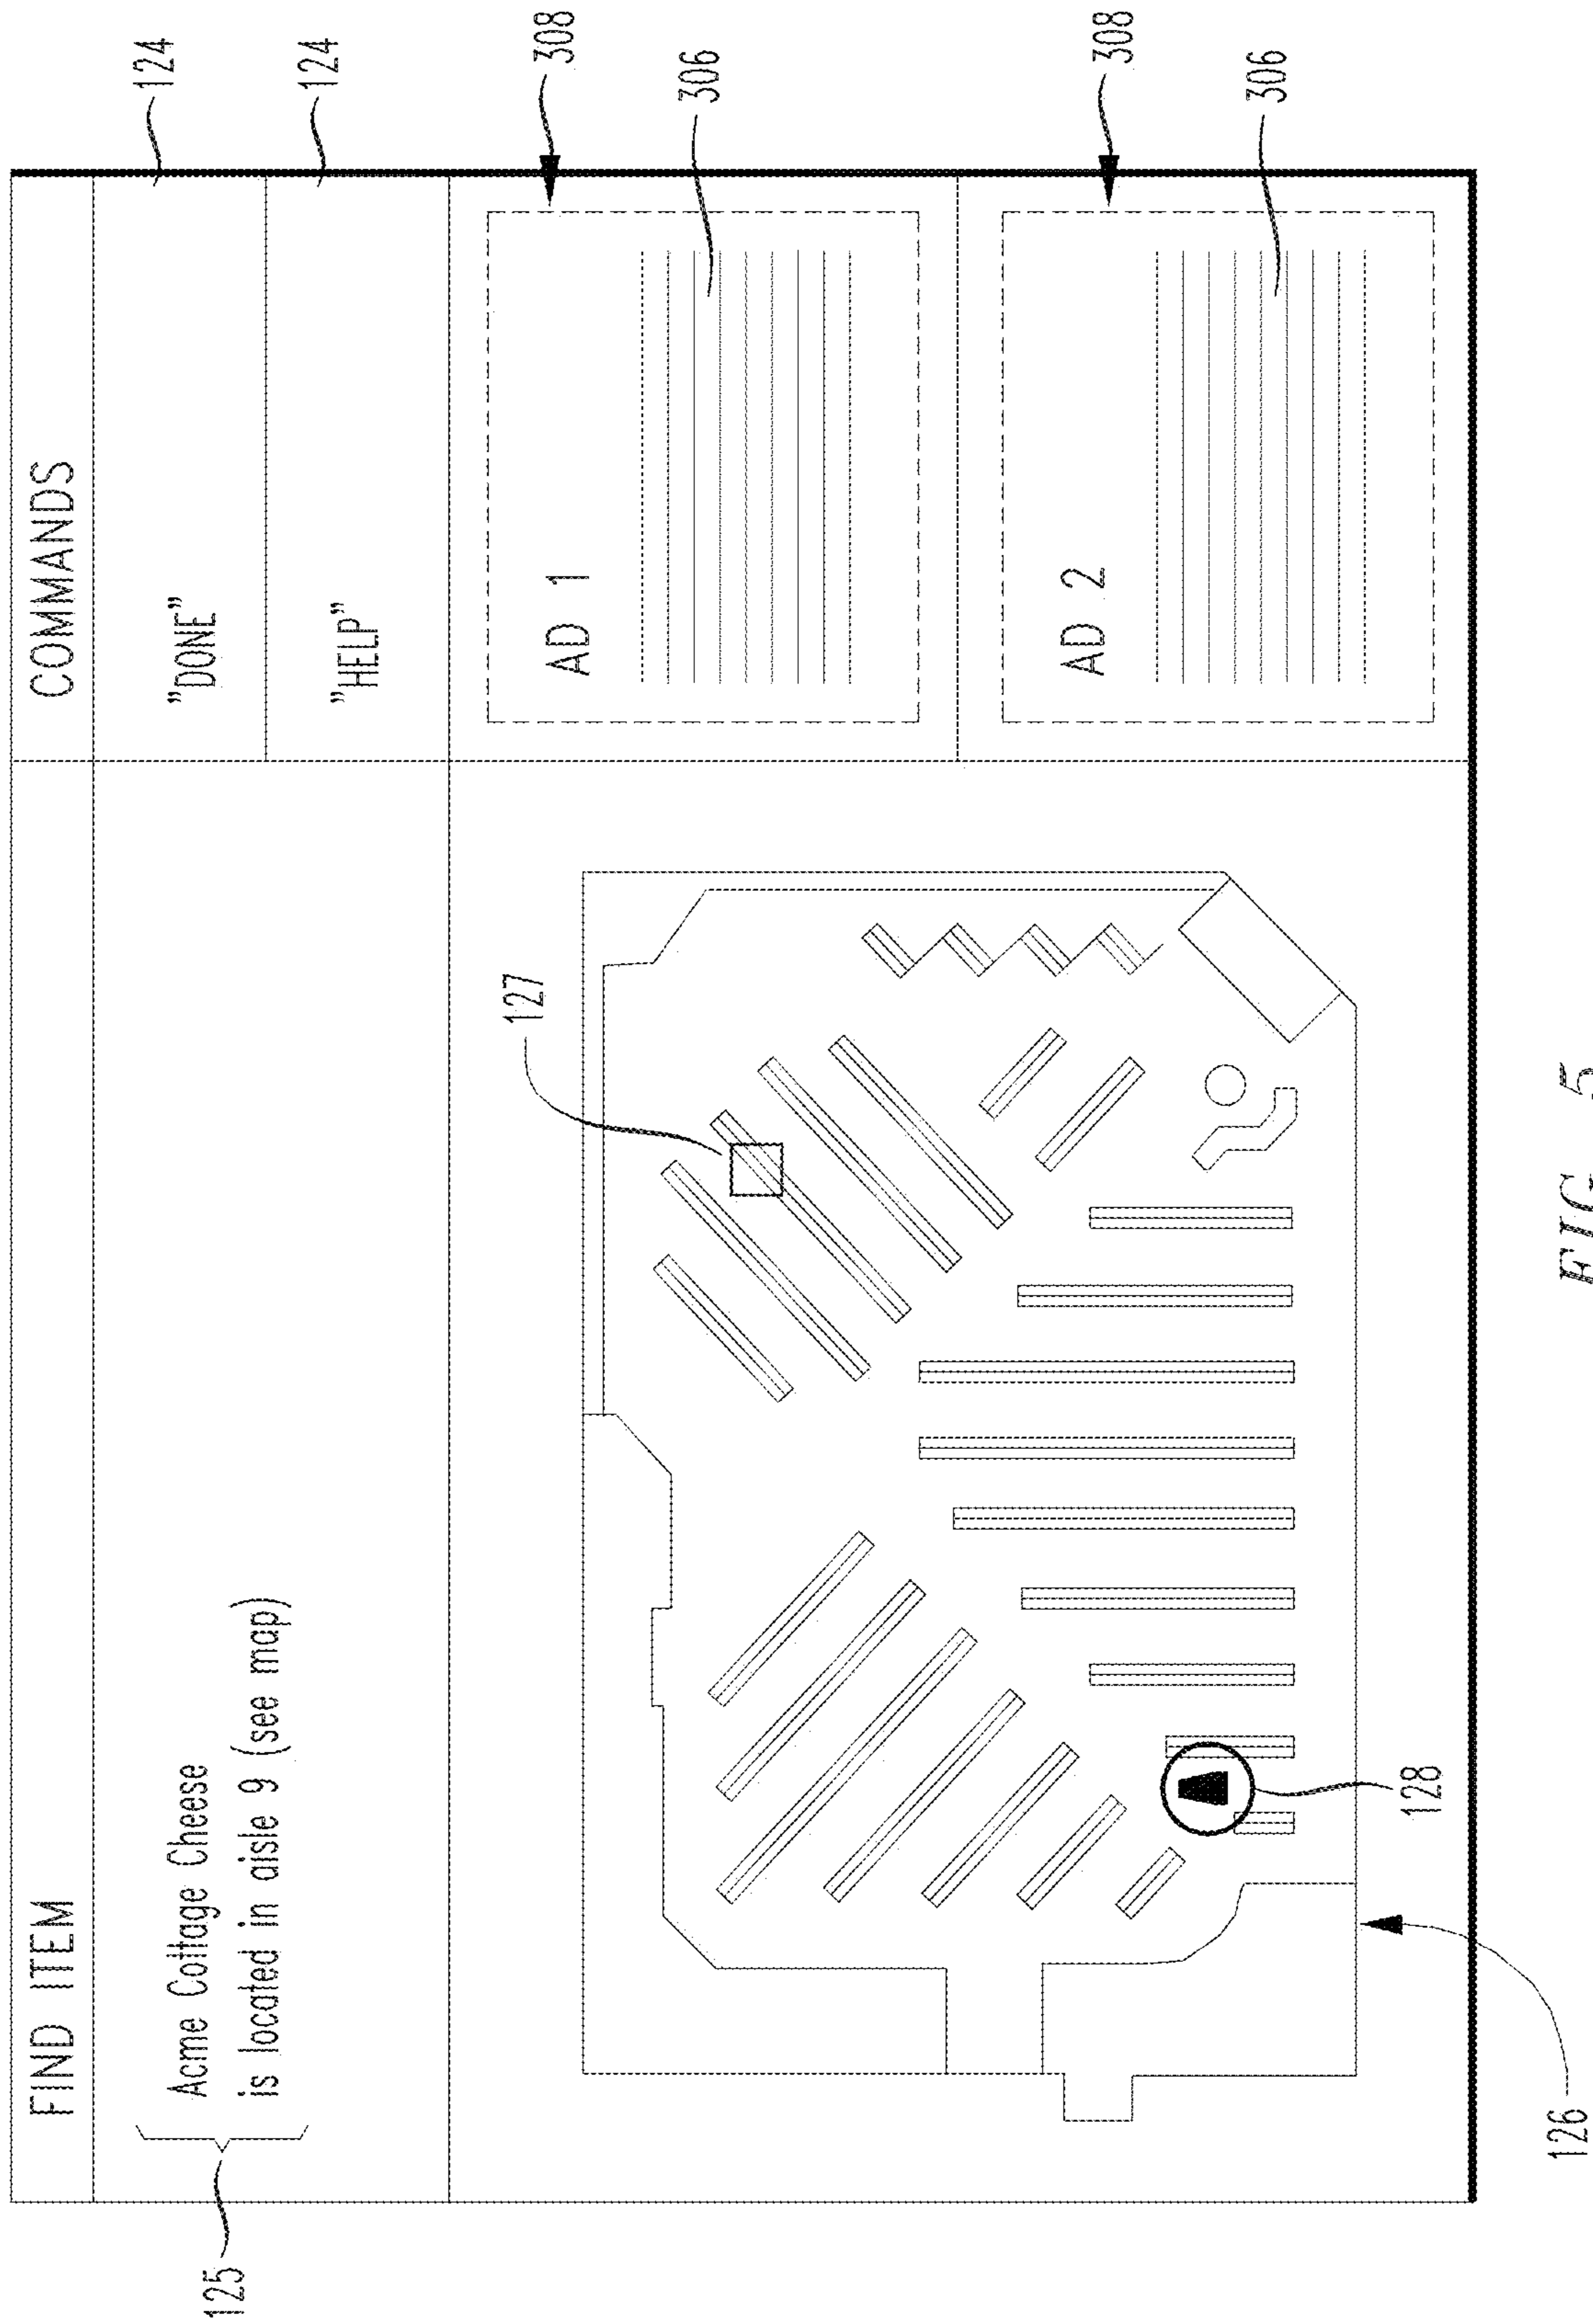 FIND ITEM
COMMANDS
125
Acme Cottage Cheese
is located in aisle 9 (see map)
"DONE"
124
"HELP"
124
127
AD 1
308
306
AD 2
308
306
128
126
FIG. 5